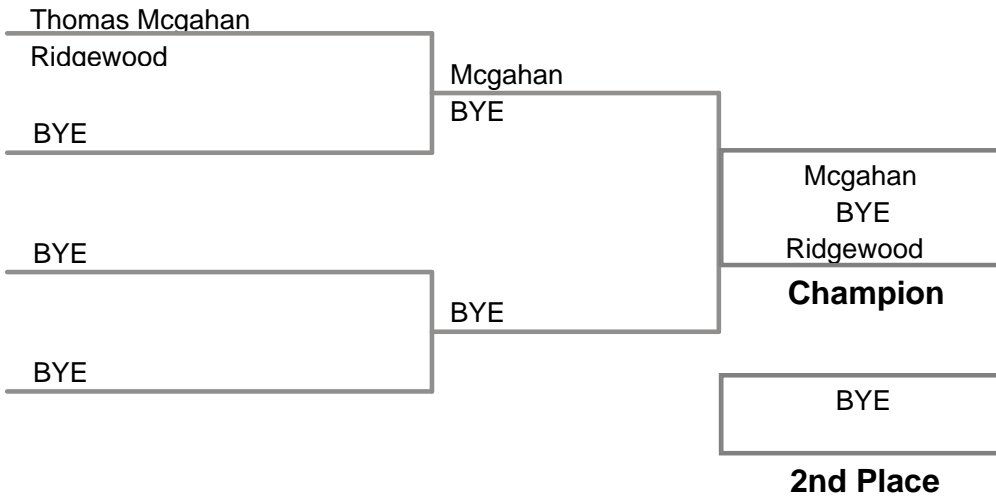 Thomas Mcgahan
Ridgewood
BYE
BYE
BYE
Mcgahan
BYE
BYE
Mcgahan
BYE
Ridgewood
Champion
BYE
2nd Place